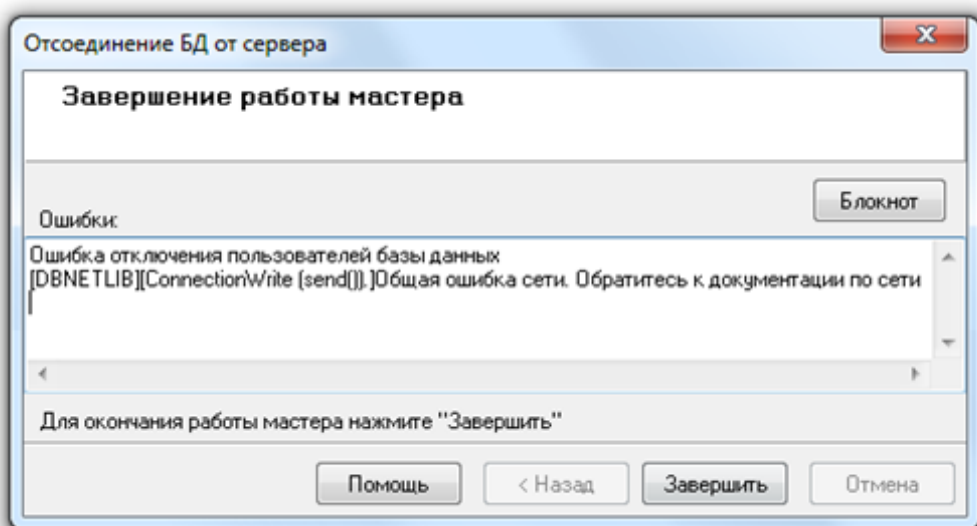 Отсоединение БД от сервера
Завершение работы мастера
Блокнот
Ошибки:
Ошибка отключения пользователей базы данных
[DBNETLIB][ConnectionWrite (send()).]Общая ошибка сети. Обратитесь к документации по сети
Для окончания работы мастера нажмите "Завершить"
Помощь
< Назад
Завершить
Отмена